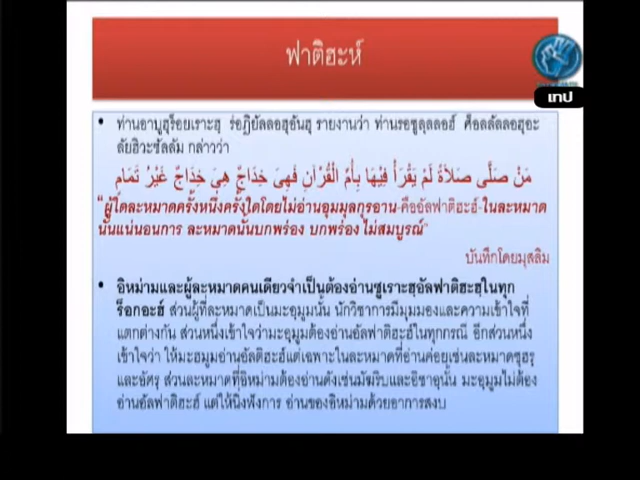 ฟาติฮะห์
เทป
ท่านอาบูฮุร็อยเราะฮฺ ร่อฎิยัลลอฮุอันฮุ รายงานว่า ท่านรอซูลุลลอฮ์ ศ็อลลัลลอฮุอะ
ลัยฮิวะซัลลัม กล่าวว่า
مَنْ صَلَّى صَلاَةً لَمْ يَقْرَأْ فِيْهَا بِأُمِّ الْقُرْآنِ فَهِىَ خِدَاجٌ هِىَ خِدَاجٌ غَيْرُ تَمَامٍ
“ผู้ใดละหมาดครั้งหนึ่งครั้งใดโดยไม่อ่านอุมมุลกุรอาน-คืออัลฟาติฮะฮ์-ในละหมาด
นั้นแน่นอนการ ละหมาดนั้นบกพร่อง บกพร่อง ไม่สมบูรณ์”
บันทึกโดยมุสลิม
อิหม่ามและผู้ละหมาดคนเดียวจำเป็นต้องอ่านซูเราะฮฺอัลฟาติฮะฮฺในทุก
ร็อกอะฮ์ ส่วนผู้ที่ละหมาดเป็นมะอฺมูมนั้น นักวิชาการมีมุมมองและความเข้าใจที่
แตกต่างกัน ส่วนหนึ่งเข้าใจว่ามะอฺมูมต้องอ่านอัลฟาติฮะฮ์ในทุกกรณี อีกส่วนหนึ่ง
เข้าใจว่า ให้มะฮมูมอ่านอัลติฮะฮ์แต่เฉพาะในละหมาดที่อ่านค่อยเช่นละหมาดซุฮรฺ
และอัศรฺ ส่วนละหมาดที่อิหม่ามต้องอ่านดังเช่นมัฆริบและอิชาอฺนั้น มะอฺมูมไม่ต้อง
อ่านอัลฟาติฮะฮ์ แต่ให้นิ่งฟังการ อ่านของอิหม่ามด้วยอาการสงบ